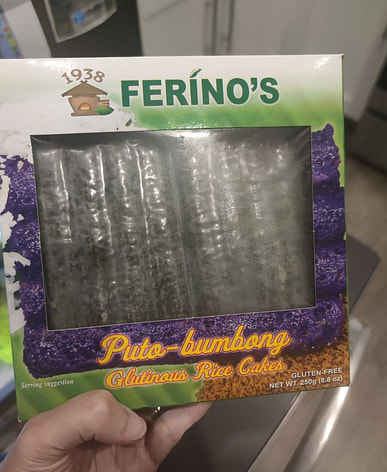 1938
FERÍNO'S
Puto-bumbong
Glutinous Rice Cakes
Serving suggestion
GLUTEN-FREE
NET WT. 250g (8.8 oz)